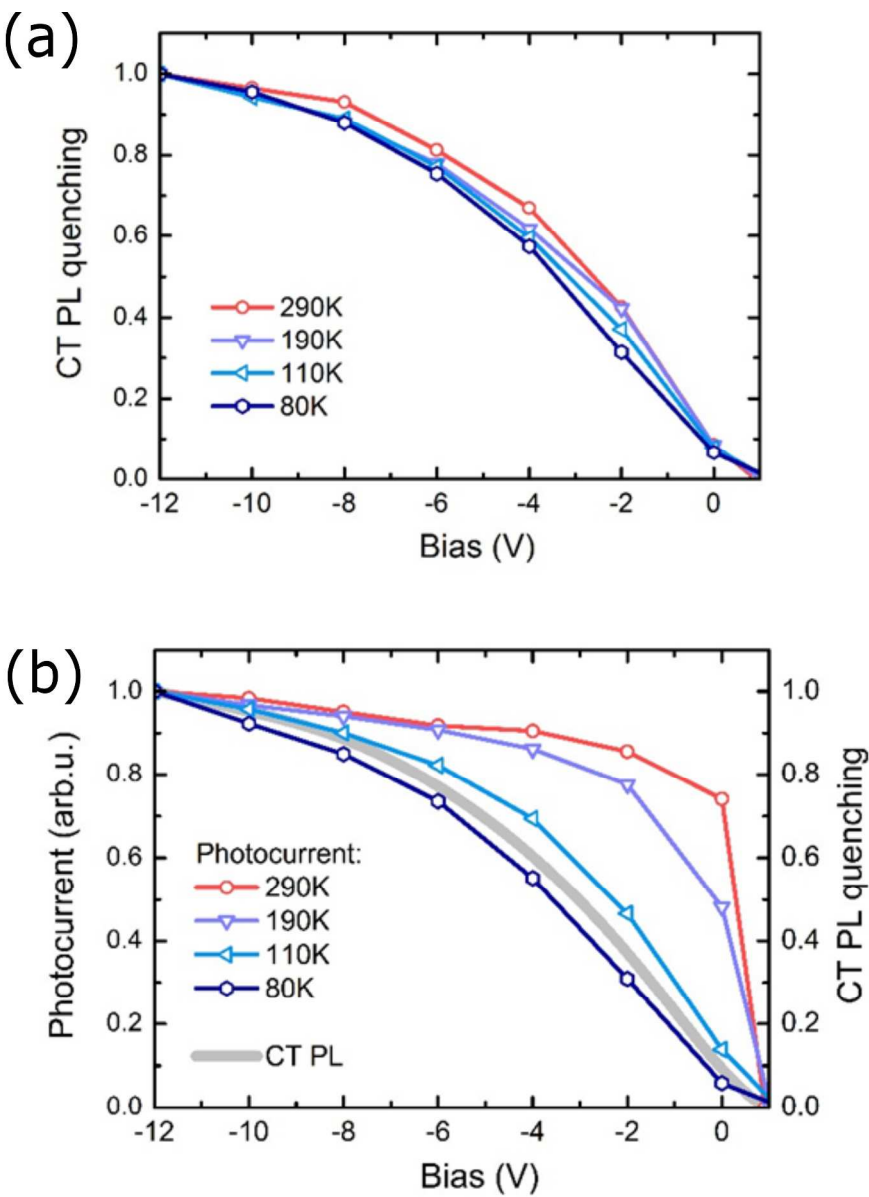 (a)
CT PL quenching
1.0
0.8
0.6
0.4
0.2
0.0
290K
190K
110K
80K
-12 -10 -8 -6 -4 -2 0
Bias (V)
(b)
Photocurrent (arb.u.)
1.0
0.8
0.6
0.4
0.2
0.0
Photocurrent:
290K
190K
110K
80K
CT PL
1.0
0.8
0.6
0.4
0.2
0.0
CT PL quenching
-12 -10 -8 -6 -4 -2 0
Bias (V)